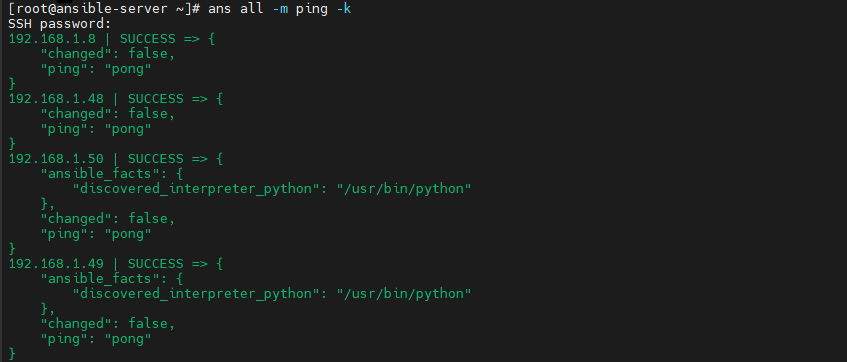 [root@ansible-server ~]# ans all -m ping -k
SSH password:
192.168.1.8 | SUCCESS => {
    "changed": false,
    "ping": "pong"
}
192.168.1.48 | SUCCESS => {
    "changed": false,
    "ping": "pong"
}
192.168.1.50 | SUCCESS => {
    "ansible_facts": {
        "discovered_interpreter_python": "/usr/bin/python"
    },
    "changed": false,
    "ping": "pong"
}
192.168.1.49 | SUCCESS => {
    "ansible_facts": {
        "discovered_interpreter_python": "/usr/bin/python"
    },
    "changed": false,
    "ping": "pong"
}